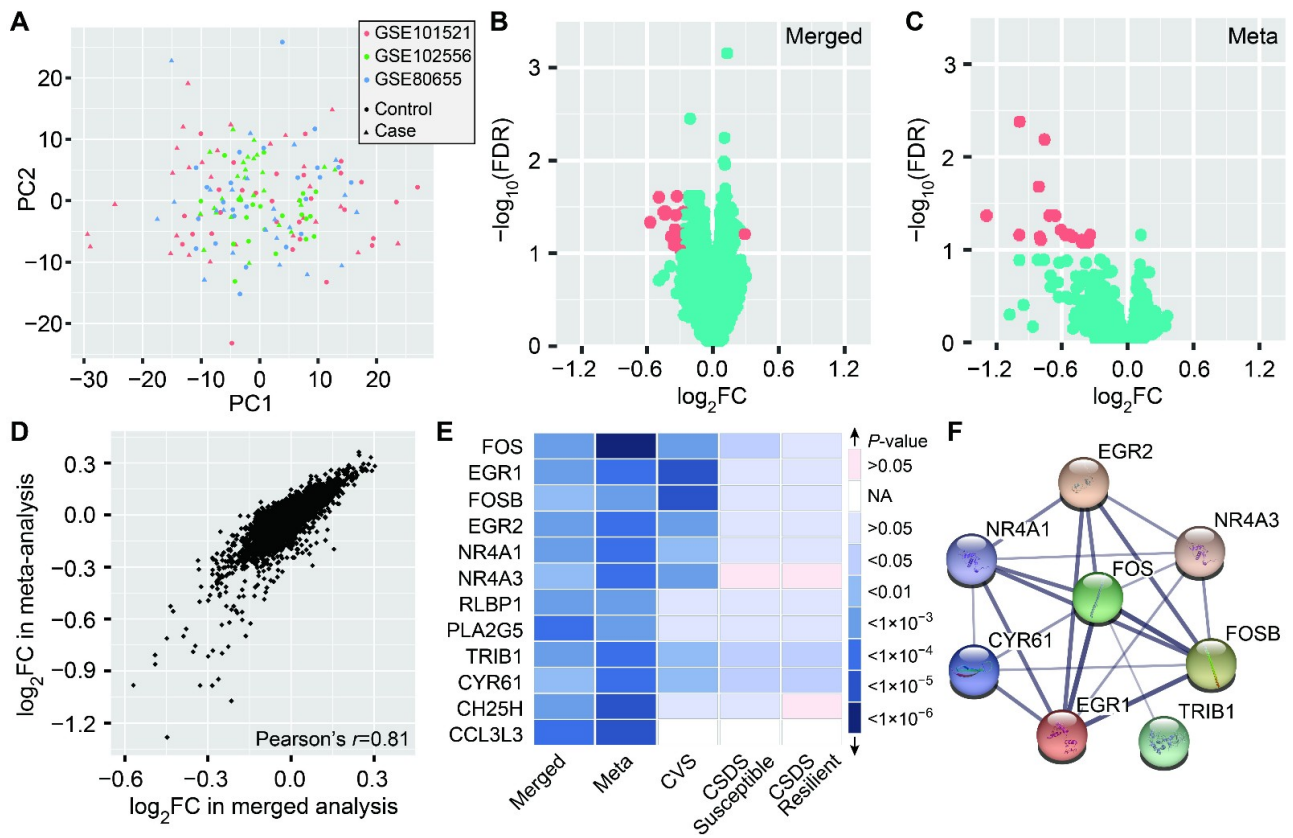 A
GSE101521
GSE102556
GSE80655
Control
Case
20
10
0
−10
−20
PC2
−30
−20
−10
0
10
20
PC1
B
Merged
3
2
1
0
−log10(FDR)
−1.2
−0.6
0.0
0.6
1.2
log2FC
C
Meta
3
2
1
0
−log10(FDR)
−1.2
−0.6
0.0
0.6
1.2
log2FC
D
0.3
0.0
−0.3
−0.6
−0.9
−1.2
log2FC in meta-analysis
Pearson's r=0.81
−0.6
−0.3
0.0
0.3
log2FC in merged analysis
E
FOS
EGR1
FOSB
EGR2
NR4A1
NR4A3
RLBP1
PLA2G5
TRIB1
CYR61
CH25H
CCL3L3
Merged
Meta
CVS
CSDS
Susceptible
CSDS
Resilient
P-value
>0.05
NA
>0.05
<0.05
<0.01
<1×10−3
<1×10−4
<1×10−5
<1×10−6
F
EGR2
NR4A1
NR4A3
FOS
CYR61
FOSB
EGR1
TRIB1